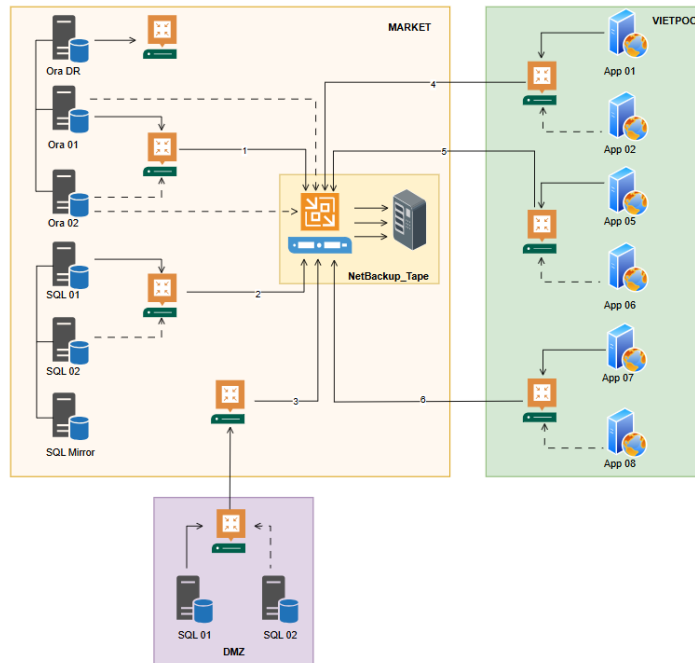 MARKET
VIETPOC
Ora DR
App 01
4
Ora 01
App 02
1
5
Ora 02
App 05
NetBackup_Tape
SQL 01
2
App 06
SQL 02
App 07
3
6
SQL Mirror
App 08
SQL 01
SQL 02
DMZ